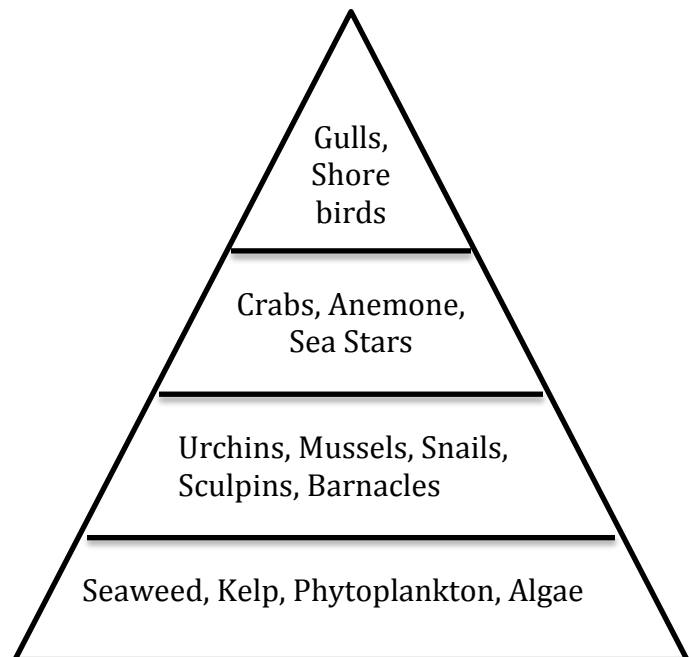 Gulls,
Shore
birds
Crabs, Anemone,
Sea Stars
Urchins, Mussels, Snails,
Sculpins, Barnacles
Seaweed, Kelp, Phytoplankton, Algae